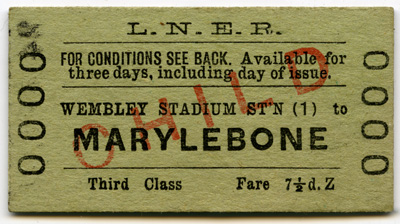 L.N.E.R.
FOR CONDITIONS SEE BACK. Available for
three days, including day of issue.
WEMBLEY STADIUM ST'N (1) to
MARYLEBONE
Third Class Fare 7½d. Z
CHILD
0000
0000